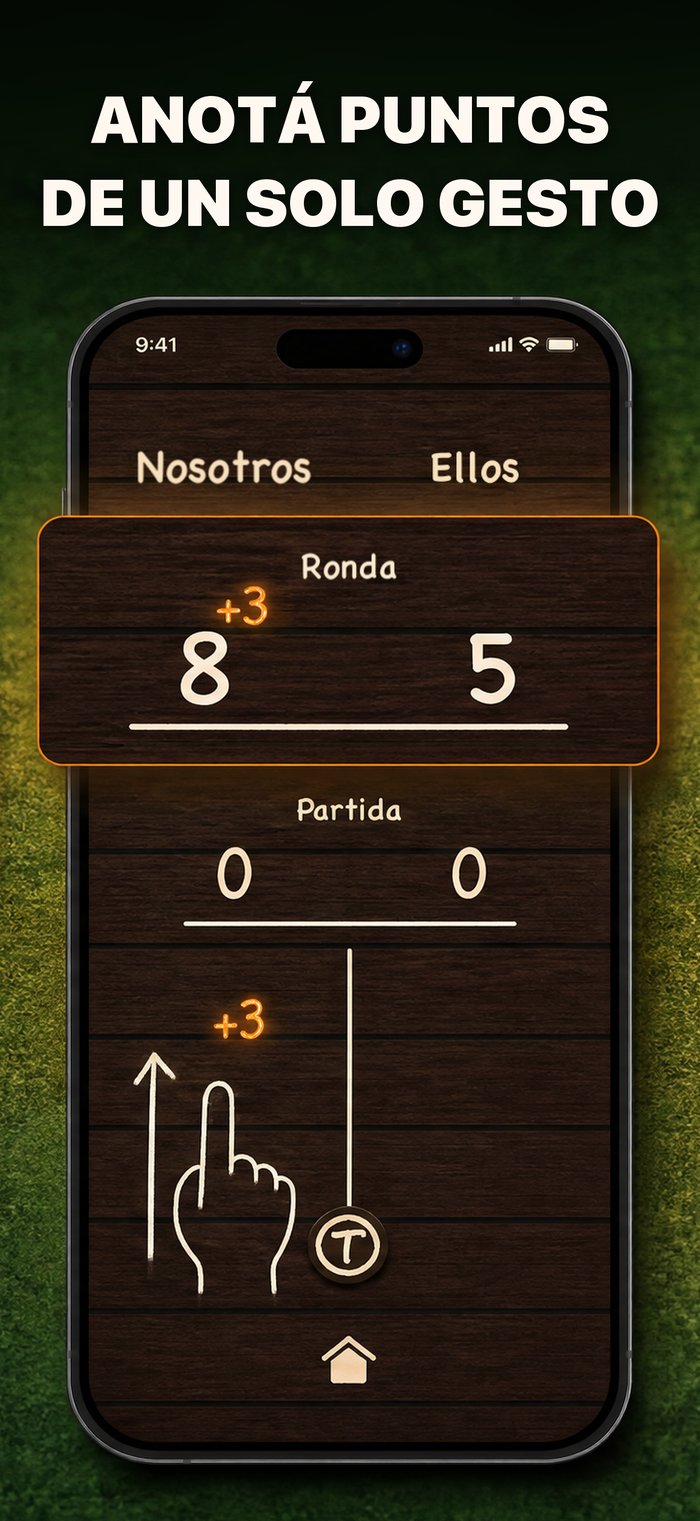 ANOTÁ PUNTOS
DE UN SOLO GESTO
9:41
Nosotros Ellos
Ronda
+3
8 5
Partida
0 0
+3
T